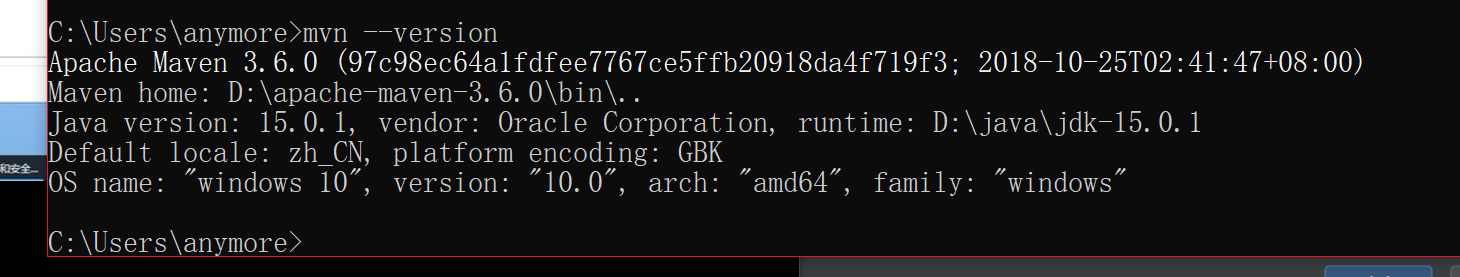 C:\Users\anymore>mvn --version
Apache Maven 3.6.0 (97c98ec64a1fdfee7767ce5ffb20918da4f719f3; 2018-10-25T02:41:47+08:00)
Maven home: D:\apache-maven-3.6.0\bin\..
Java version: 15.0.1, vendor: Oracle Corporation, runtime: D:\java\jdk-15.0.1
Default locale: zh_CN, platform encoding: GBK
和安全...
OS name: "windows 10", version: "10.0", arch: "amd64", family: "windows"
C:\Users\anymore>